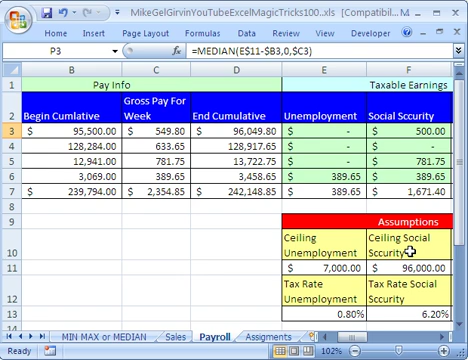 MikeGelGirvinYouTubeExcelMagicTricks100..xls [Compatibil...
Home Insert Page Layout Formulas Data Review View Developer
P3 fx =MEDIAN(E$11-$B3,0,$C3)
B C D E F
1 Pay Info Taxable Earnings
2 Begin Cumlative Gross Pay For Week End Cumulative Unemployment Social Sccurity
3 $ 95,500.00 $ 549.80 $ 96,049.80 $ - $ 500.00
4 128,284.00 633.65 128,917.65 $ - $ -
5 12,941.00 781.75 13,722.75 $ - $ 781.75
6 3,069.00 389.65 3,458.65 $ 389.65 $ 389.65
7 $ 239,794.00 $ 2,354.85 $ 242,148.85 $ 389.65 $ 1,671.40
8
9 Assumptions
10 Ceiling Unemployment Ceiling Social Sccurity
11 $ 7,000.00 $ 96,000.00
12 Tax Rate Unemployment Tax Rate Social Sccurity
13 0.80% 6.20%
14
MIN MAX or MEDIAN Sales Payroll Assigments
Ready 102%